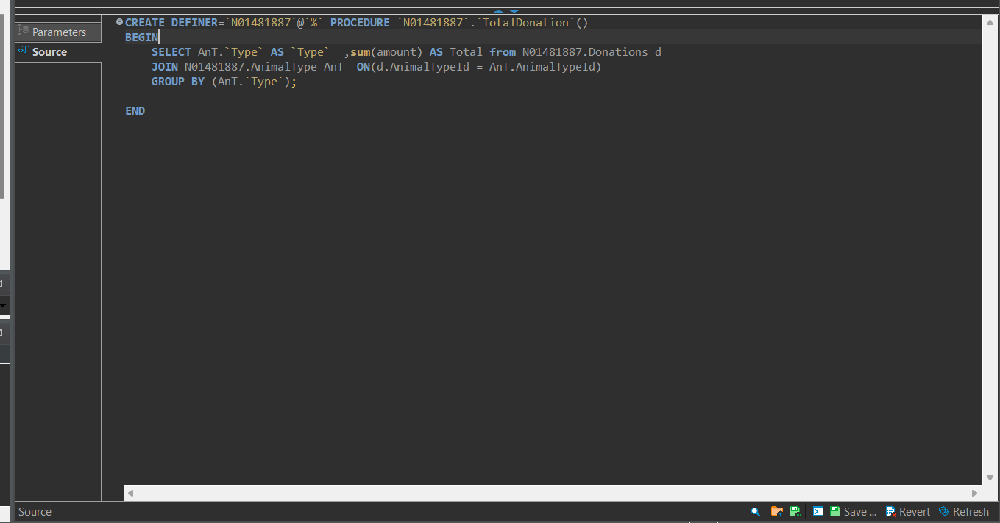 Parameters
Source
CREATE DEFINER=`N01481887`@`%` PROCEDURE `N01481887`.`TotalDonation`()
BEGIN
SELECT AnT.`Type` AS `Type`  ,sum(amount) AS Total from N01481887.Donations d
JOIN N01481887.AnimalType AnT  ON(d.AnimalTypeId = AnT.AnimalTypeId)
GROUP BY (AnT.`Type`);
END
Source
Save ...
Revert
Refresh